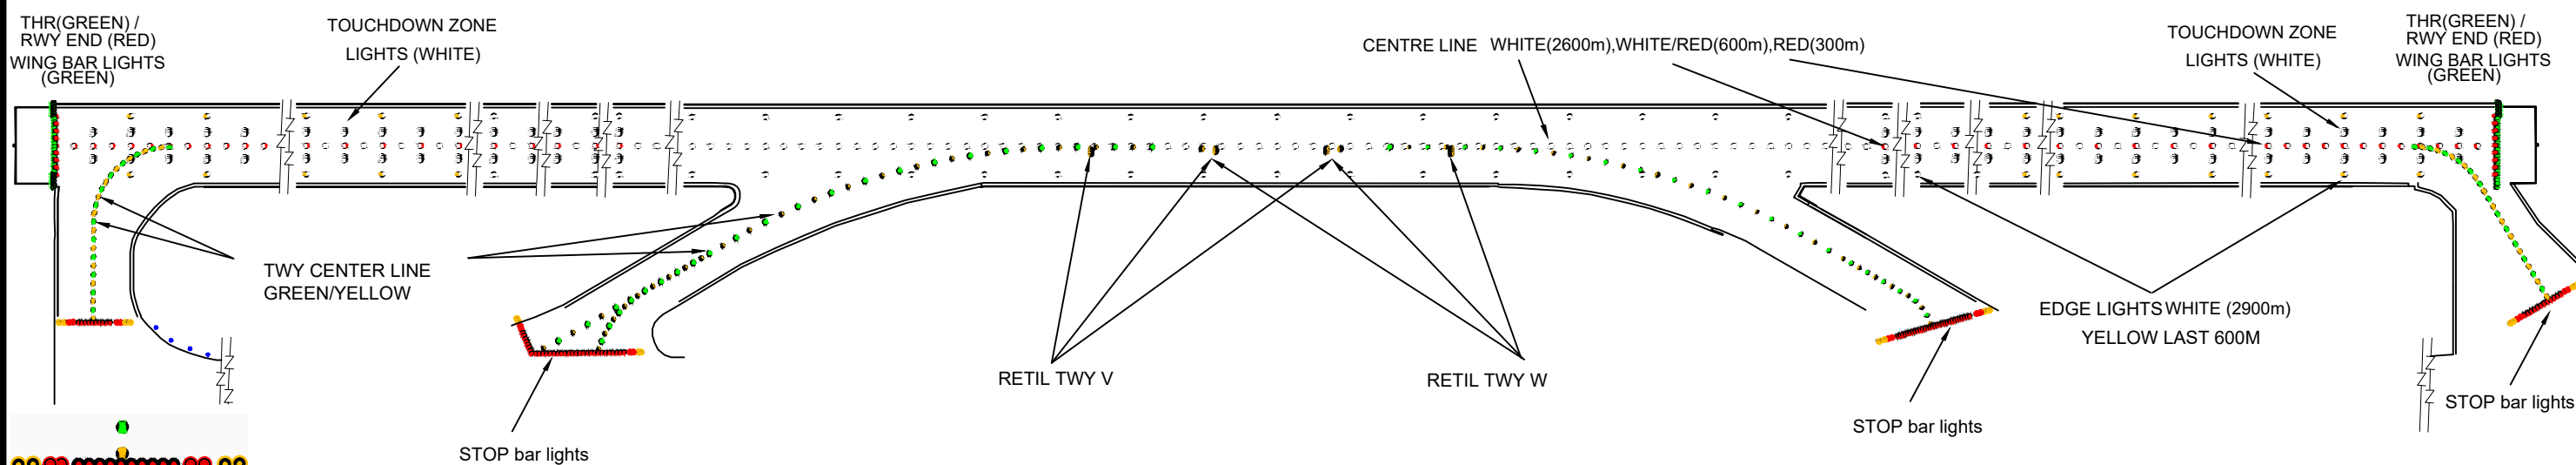 THR(GREEN) /
RWY END (RED)
WING BAR LIGHTS
(GREEN)
TOUCHDOWN ZONE
LIGHTS (WHITE)
CENTRE LINE WHITE(2600m),WHITE/RED(600m),RED(300m)
TOUCHDOWN ZONE
LIGHTS (WHITE)
THR(GREEN) /
RWY END (RED)
WING BAR LIGHTS
(GREEN)
TWY CENTER LINE
GREEN/YELLOW
EDGE LIGHTS WHITE (2900m)
YELLOW LAST 600M
RETIL TWY V
RETIL TWY W
STOP bar lights
STOP bar lights
STOP bar lights